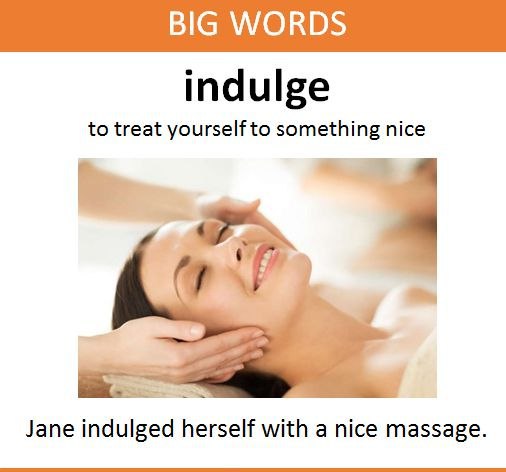 BIG WORDS
indulge
to treat yourself to something nice
Jane indulged herself with a nice massage.